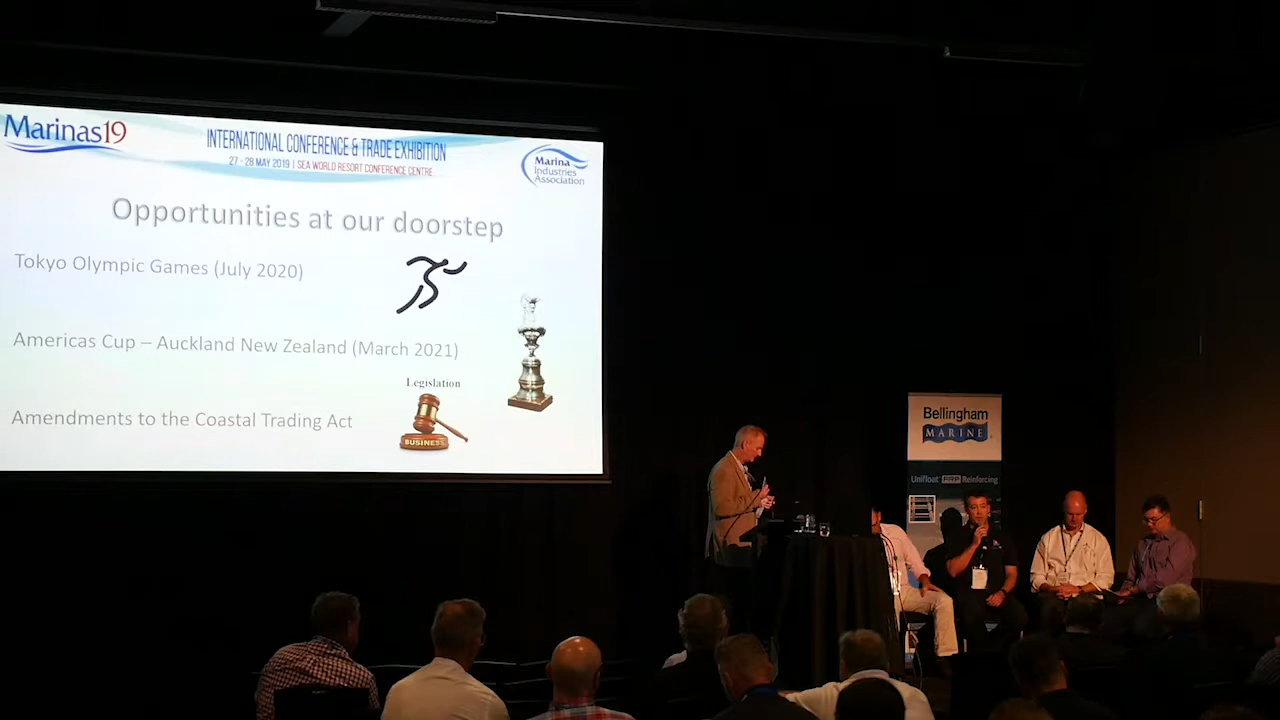 Marinas19
INTERNATIONAL CONFERENCE & TRADE EXHIBITION
27 - 28 MAY 2019 | SEA WORLD RESORT CONFERENCE CENTRE
Marina
Industries
Association
Opportunities at our doorstep
Tokyo Olympic Games (July 2020)
Americas Cup – Auckland New Zealand (March 2021)
Legislation
Amendments to the Coastal Trading Act
BUSINESS
Bellingham
MARINE
Unifloat FRP Reinforcing